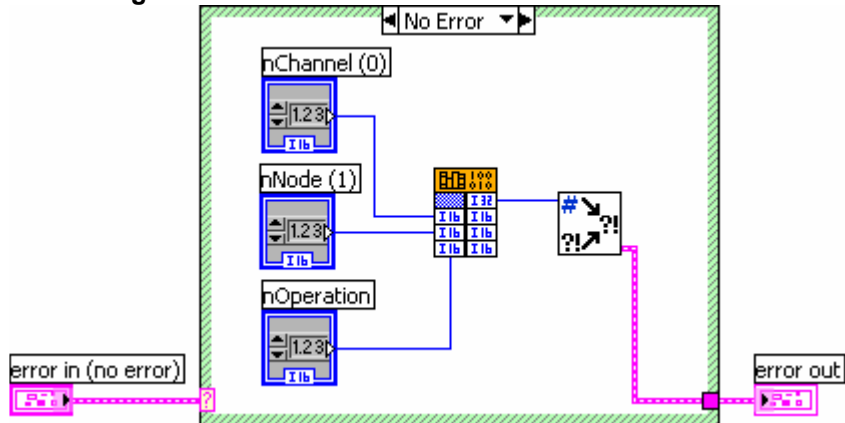 No Error
nChannel (0)
1.23
I16
nNode (1)
1.23
I16
nOperation
1.23
I16
I32
I16 I16
I16 I16
I16 I16
# ?!
?!
error in (no error)
?
error out